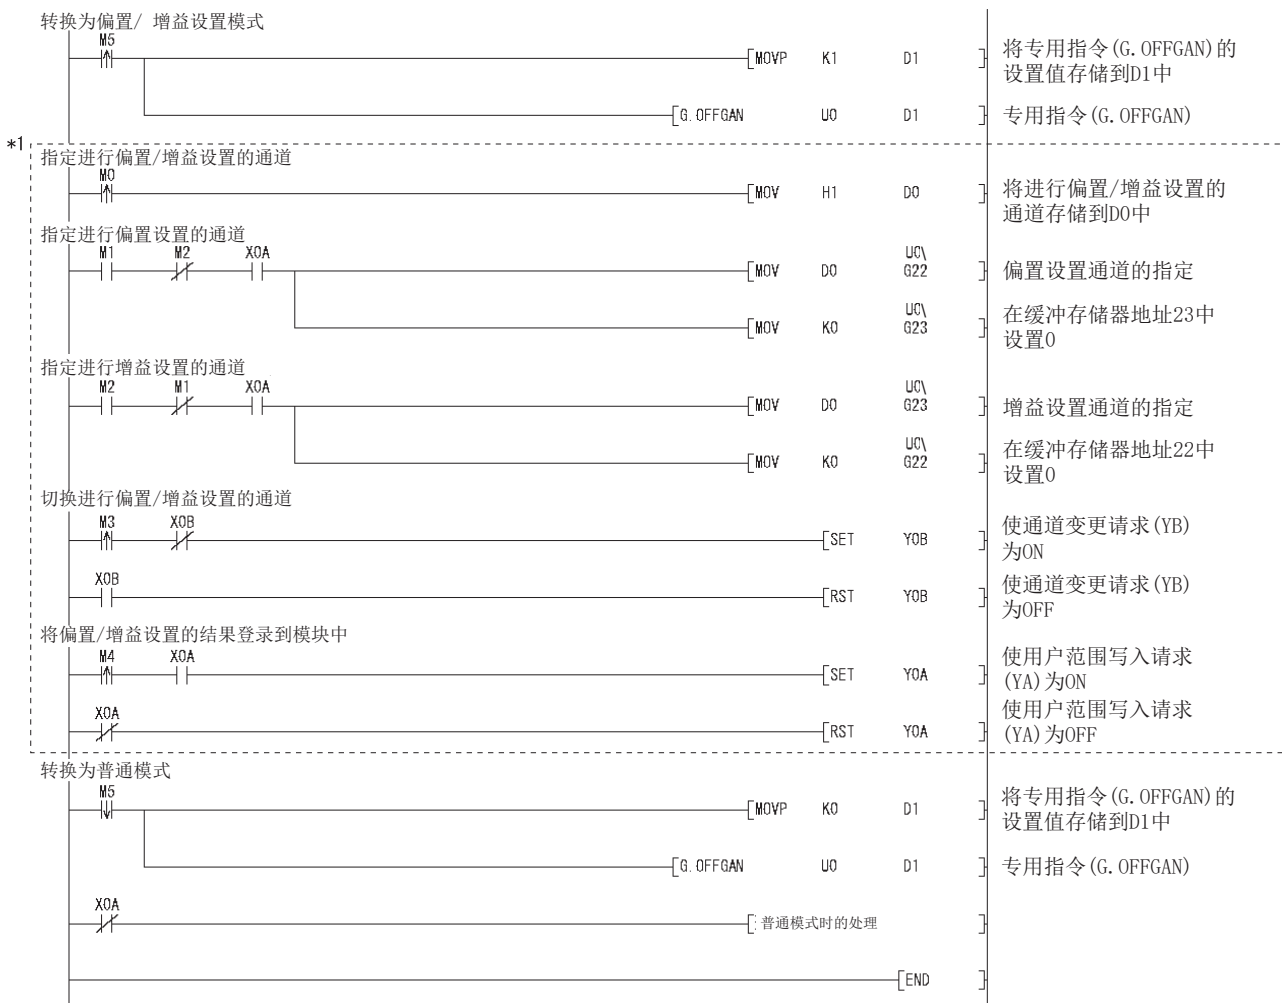 转换为偏置/ 增益设置模式
M5
[MOVP K1 D1 ]
将专用指令(G.OFFGAN)的
设置值存储到D1中
[G.OFFGAN U0 D1 ]
专用指令(G.OFFGAN)
*1
指定进行偏置/增益设置的通道
M0
[MOV H1 D0 ]
将进行偏置/增益设置的
通道存储到D0中
指定进行偏置设置的通道
M1 M2 X0A
U0\
[MOV D0 G22 ]
偏置设置通道的指定
U0\
[MOV K0 G23 ]
在缓冲存储器地址23中
设置0
指定进行增益设置的通道
M2 M1 X0A
U0\
[MOV D0 G23 ]
增益设置通道的指定
U0\
[MOV K0 G22 ]
在缓冲存储器地址22中
设置0
切换进行偏置/增益设置的通道
M3 X0B
[SET Y0B ]
使通道变更请求(YB)
为ON
X0B
[RST Y0B ]
使通道变更请求(YB)
为OFF
将偏置/增益设置的结果登录到模块中
M4 X0A
[SET Y0A ]
使用户范围写入请求
(YA)为ON
X0A
[RST Y0A ]
使用户范围写入请求
(YA)为OFF
转换为普通模式
M5
[MOVP K0 D1 ]
将专用指令(G.OFFGAN)的
设置值存储到D1中
[G.OFFGAN U0 D1 ]
专用指令(G.OFFGAN)
X0A
[普通模式时的处理 ]
[END ]